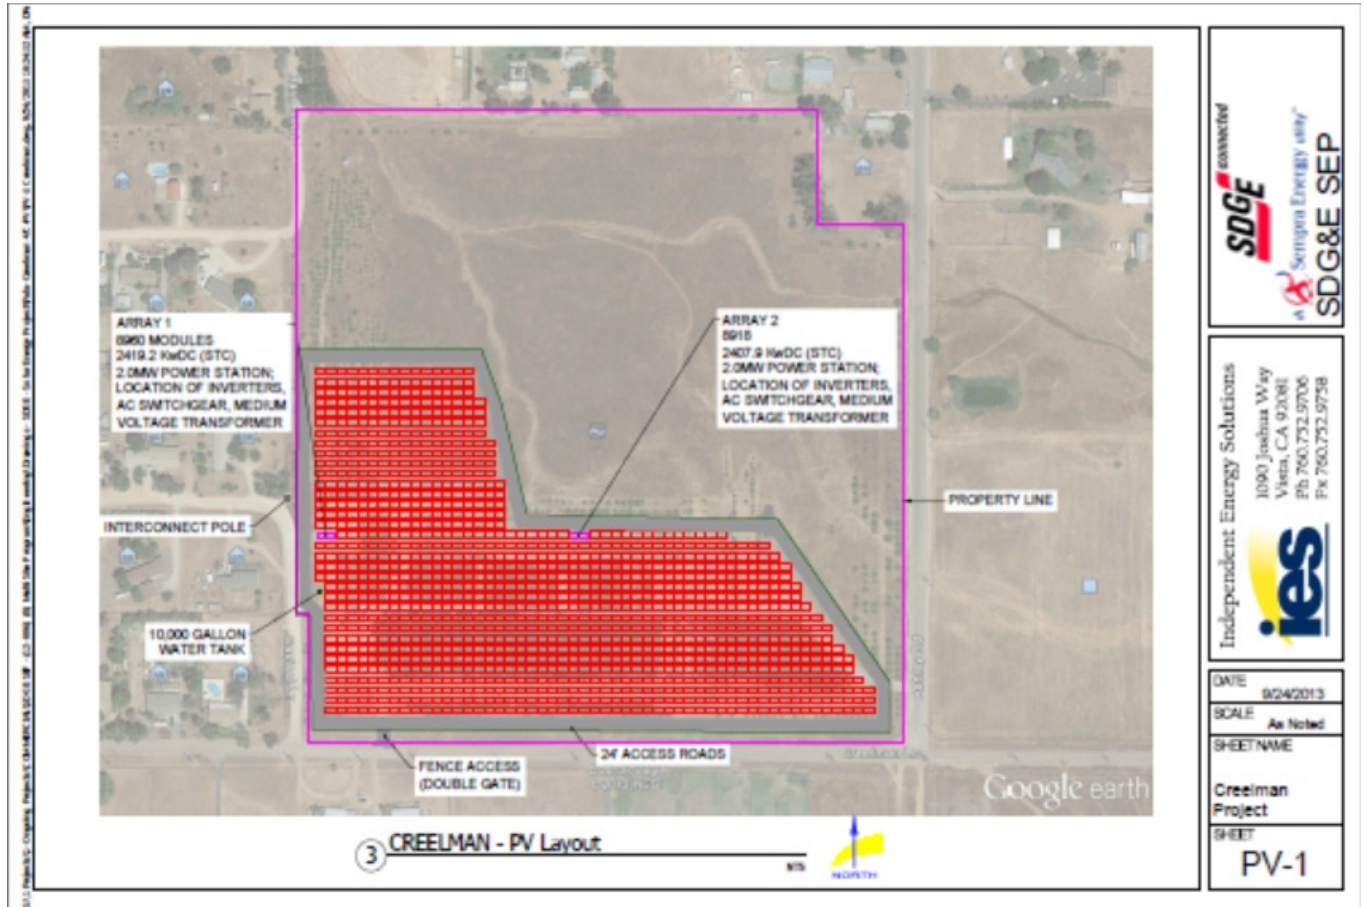 ARRAY 1
8960 MODULES
2419.2 KwDC (STC)
2.0MW POWER STATION;
LOCATION OF INVERTERS,
AC SWITCHGEAR, MEDIUM
VOLTAGE TRANSFORMER
ARRAY 2
8918
2407.9 KwDC (STC)
2.0MW POWER STATION;
LOCATION OF INVERTERS,
AC SWITCHGEAR, MEDIUM
VOLTAGE TRANSFORMER
PROPERTY LINE
INTERCONNECT POLE
10,000 GALLON
WATER TANK
FENCE ACCESS
(DOUBLE GATE)
24' ACCESS ROADS
Google earth
3
CREELMAN - PV Layout
NTS
NORTH
SDGE connected
A Sempra Energy utility
SDG&E SEP
Independent Energy Solutions
1090 Joshua Way
Vista, CA 92081
Ph 760.752.9706
Fx 760.752.9758
ies
DATE
9/24/2013
SCALE
As Noted
SHEET NAME
Creelman
Project
SHEET
PV-1